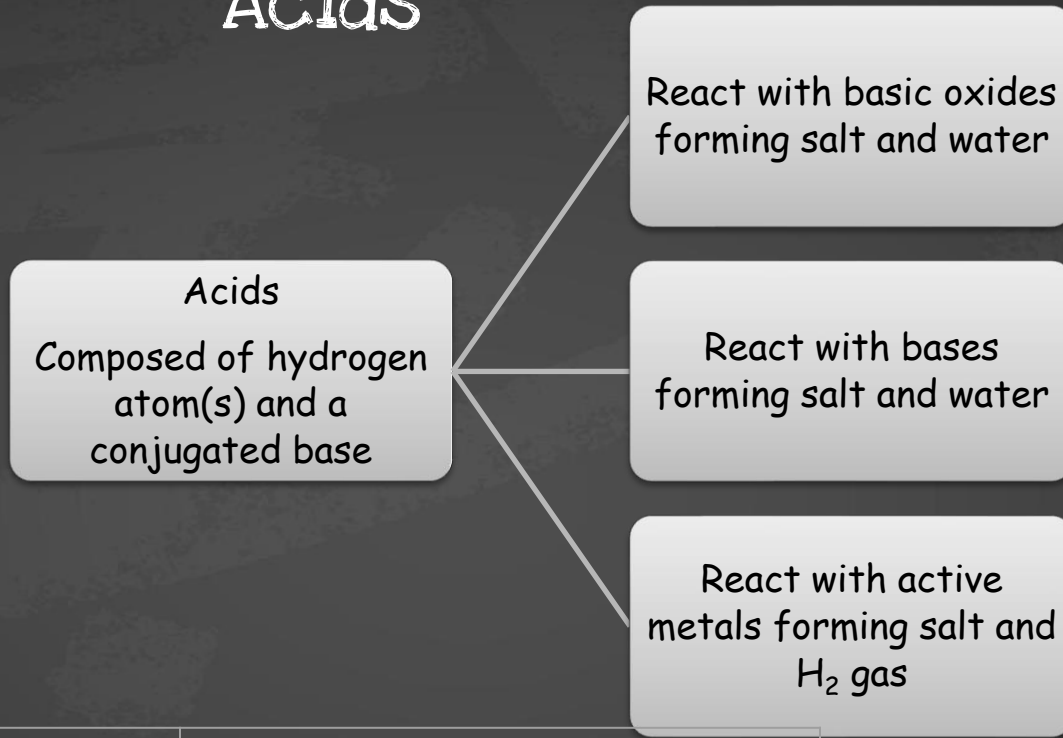 Acids
React with basic oxides
forming salt and water
Acids
Composed of hydrogen
atom(s) and a
conjugated base
React with bases
forming salt and water
React with active
metals forming salt and
H₂ gas